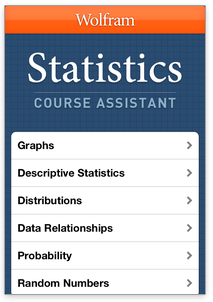 Wolfram
Statistics
COURSE ASSISTANT
Graphs
Descriptive Statistics
Distributions
Data Relationships
Probability
Random Numbers